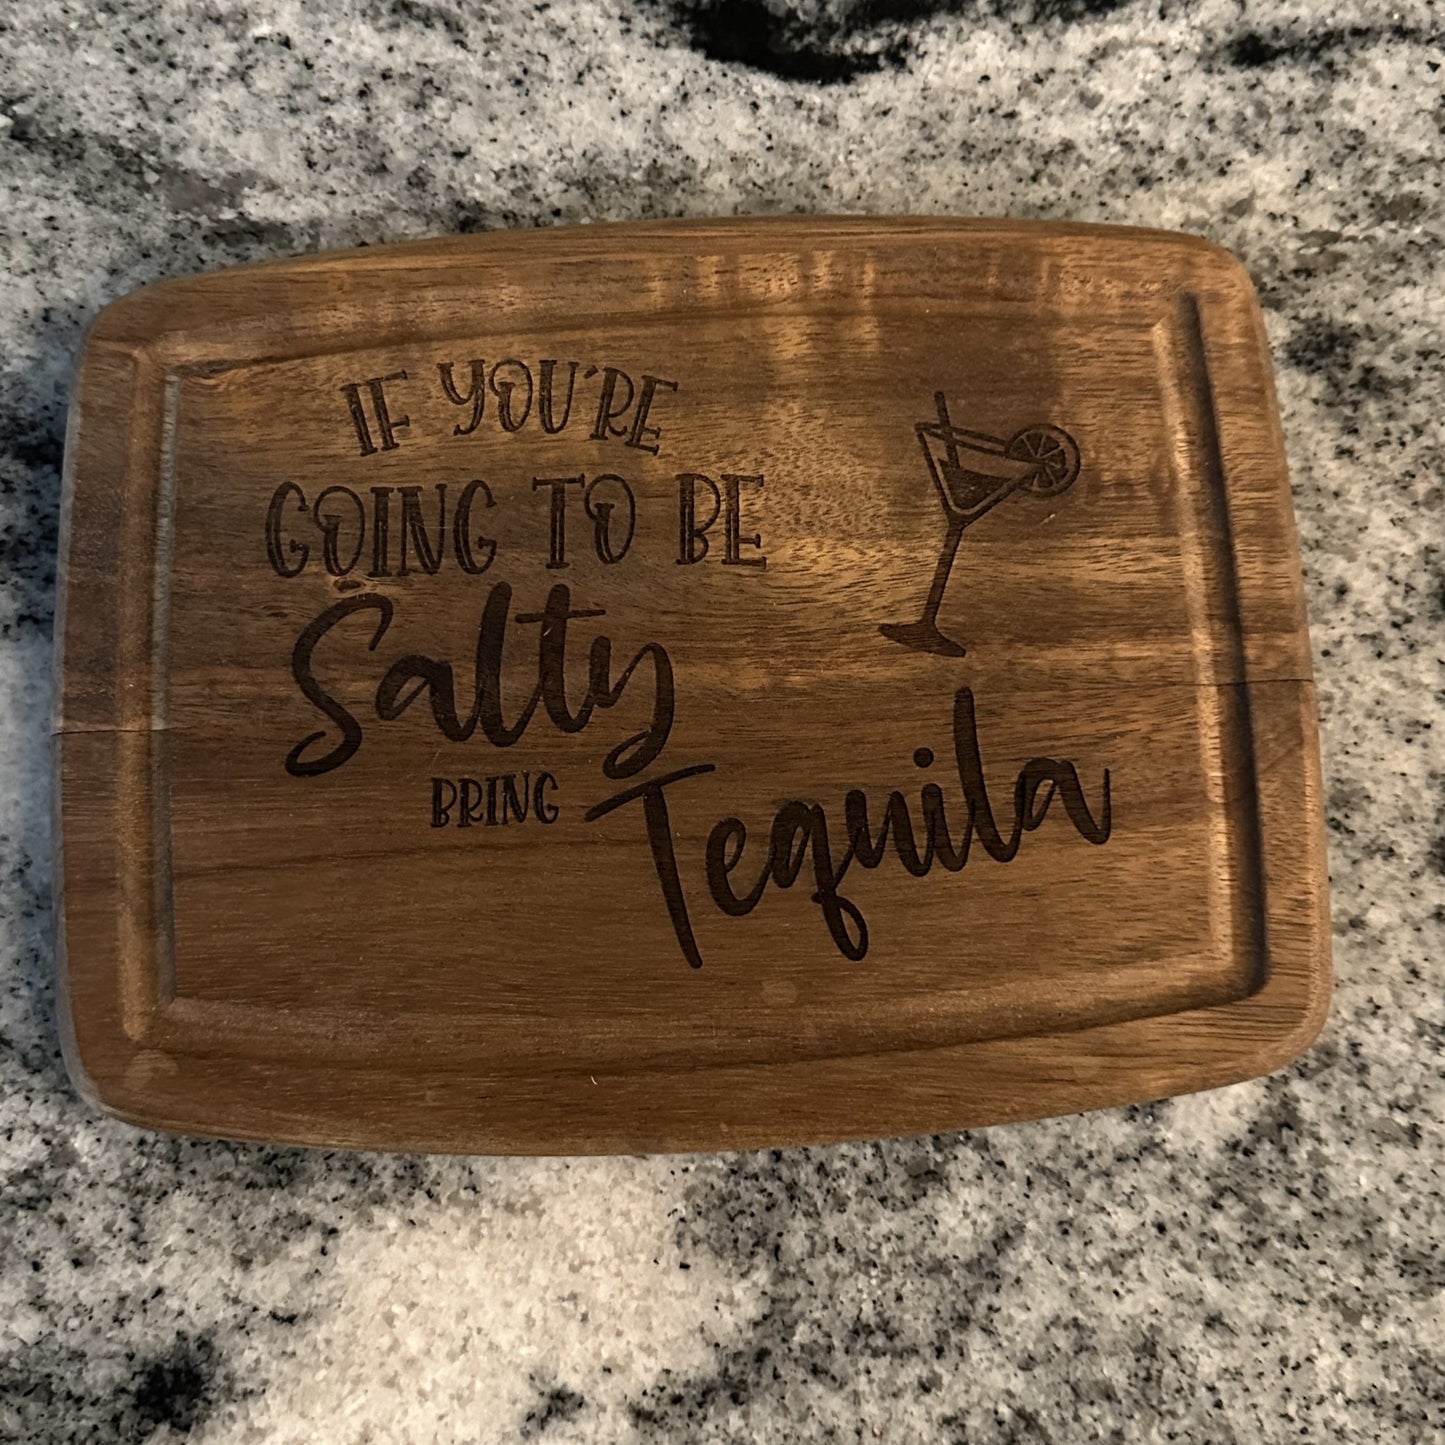 IF YOU'RE
GOING TO BE
Salty
BRING
Tequila